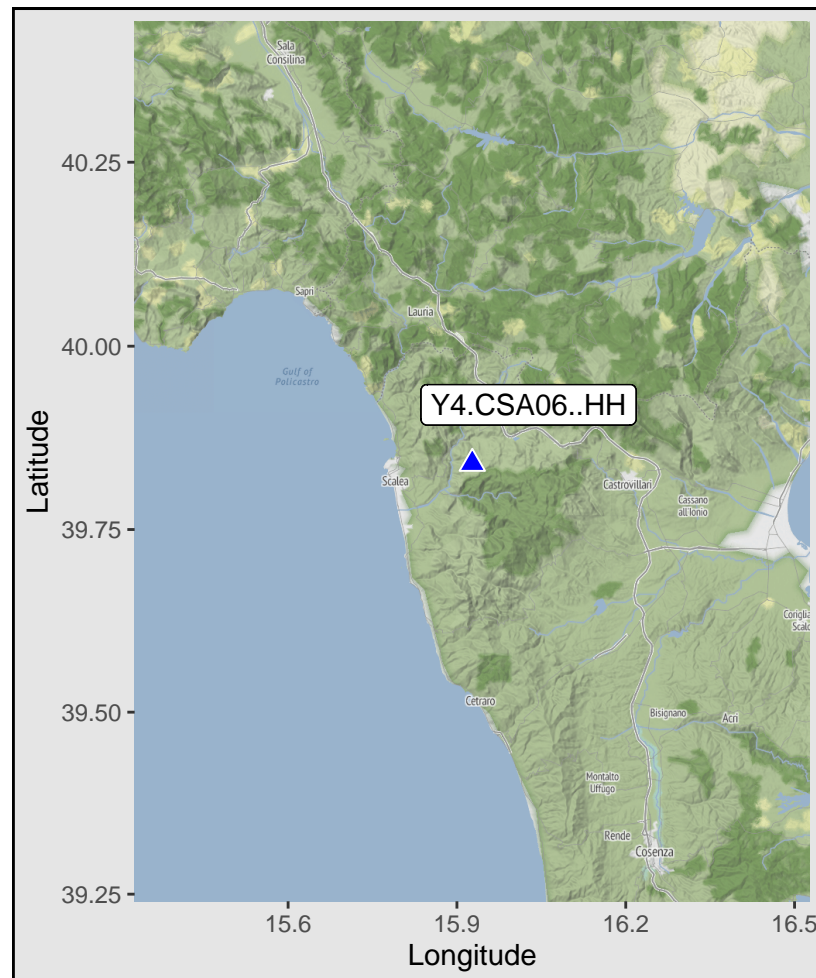 Sala
Consilina
40.25
Sapri
Lauria
40.00
Gulf of
Policastro
Y4.CSA06..HH
Latitude
Scalea
Castrovillari
Cassano
all'Ionio
39.75
Corigli
Scalo
Cetraro
Bisignano
Acri
39.50
Montalto
Uffugo
Rende
Cosenza
39.25
15.6
15.9
16.2
16.5
Longitude